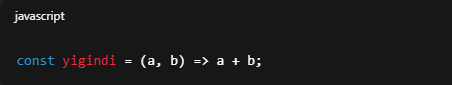 javascript
const yigindi = (a, b) => a + b;